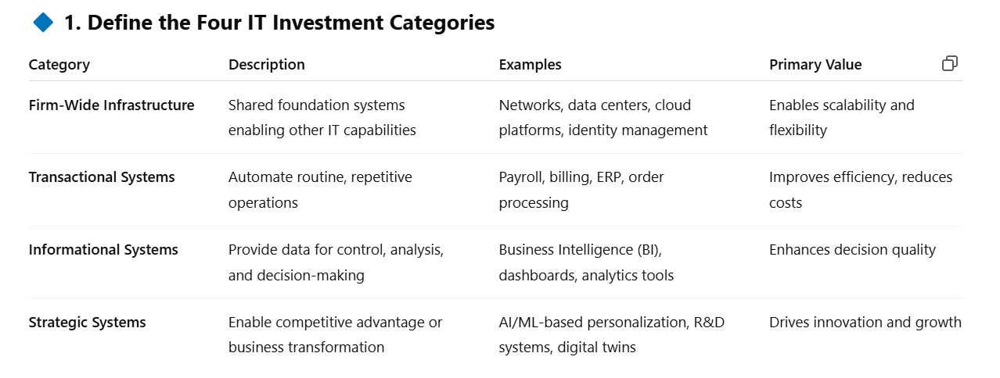 1. Define the Four IT Investment Categories
Category Description Examples Primary Value
Firm-Wide Infrastructure Shared foundation systems Networks, data centers, cloud Enables scalability and
enabling other IT capabilities platforms, identity management flexibility
Transactional Systems Automate routine, repetitive Payroll, billing, ERP, order Improves efficiency, reduces
operations processing costs
Informational Systems Provide data for control, analysis, Business Intelligence (BI), Enhances decision quality
and decision-making dashboards, analytics tools
Strategic Systems Enable competitive advantage or AI/ML-based personalization, R&D Drives innovation and growth
business transformation systems, digital twins